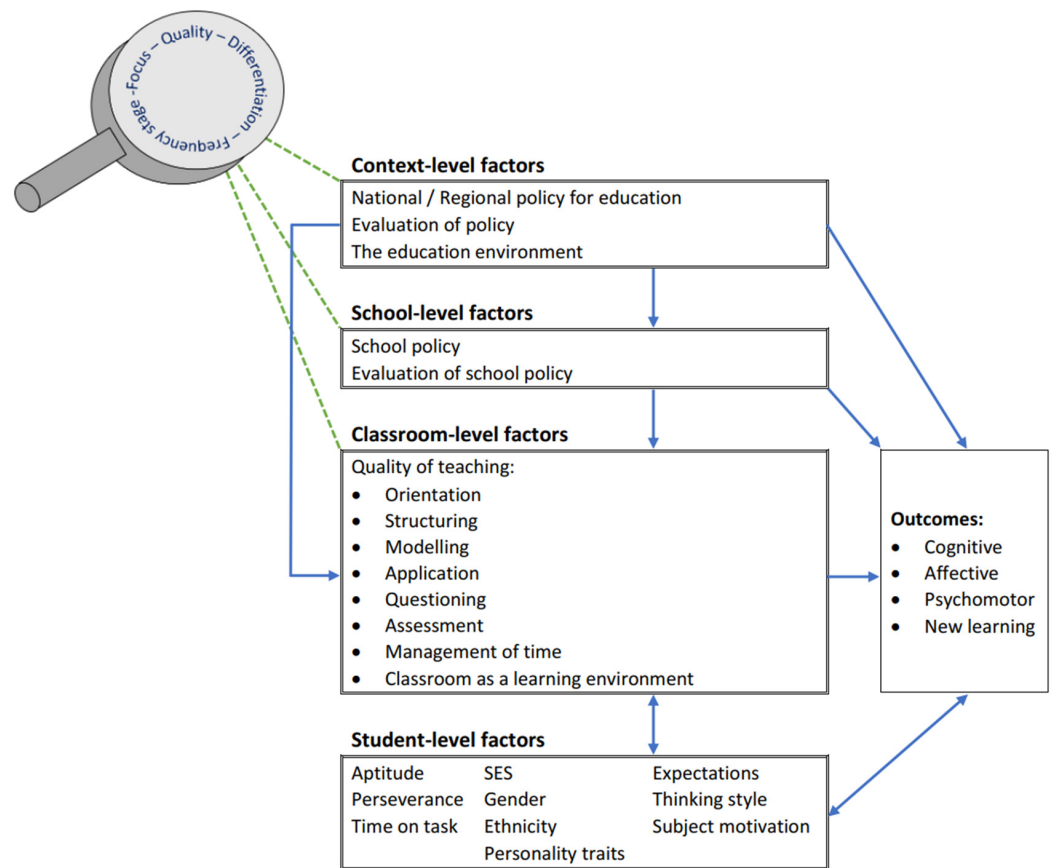 Frequency stage -Focus – Quality – Differentiation –
Context-level factors
National / Regional policy for education
Evaluation of policy
The education environment
School-level factors
School policy
Evaluation of school policy
Classroom-level factors
Quality of teaching:
• Orientation
• Structuring
• Modelling
• Application
• Questioning
• Assessment
• Management of time
• Classroom as a learning environment
Outcomes:
• Cognitive
• Affective
• Psychomotor
• New learning
Student-level factors
Aptitude SES Expectations
Perseverance Gender Thinking style
Time on task Ethnicity Subject motivation
Personality traits